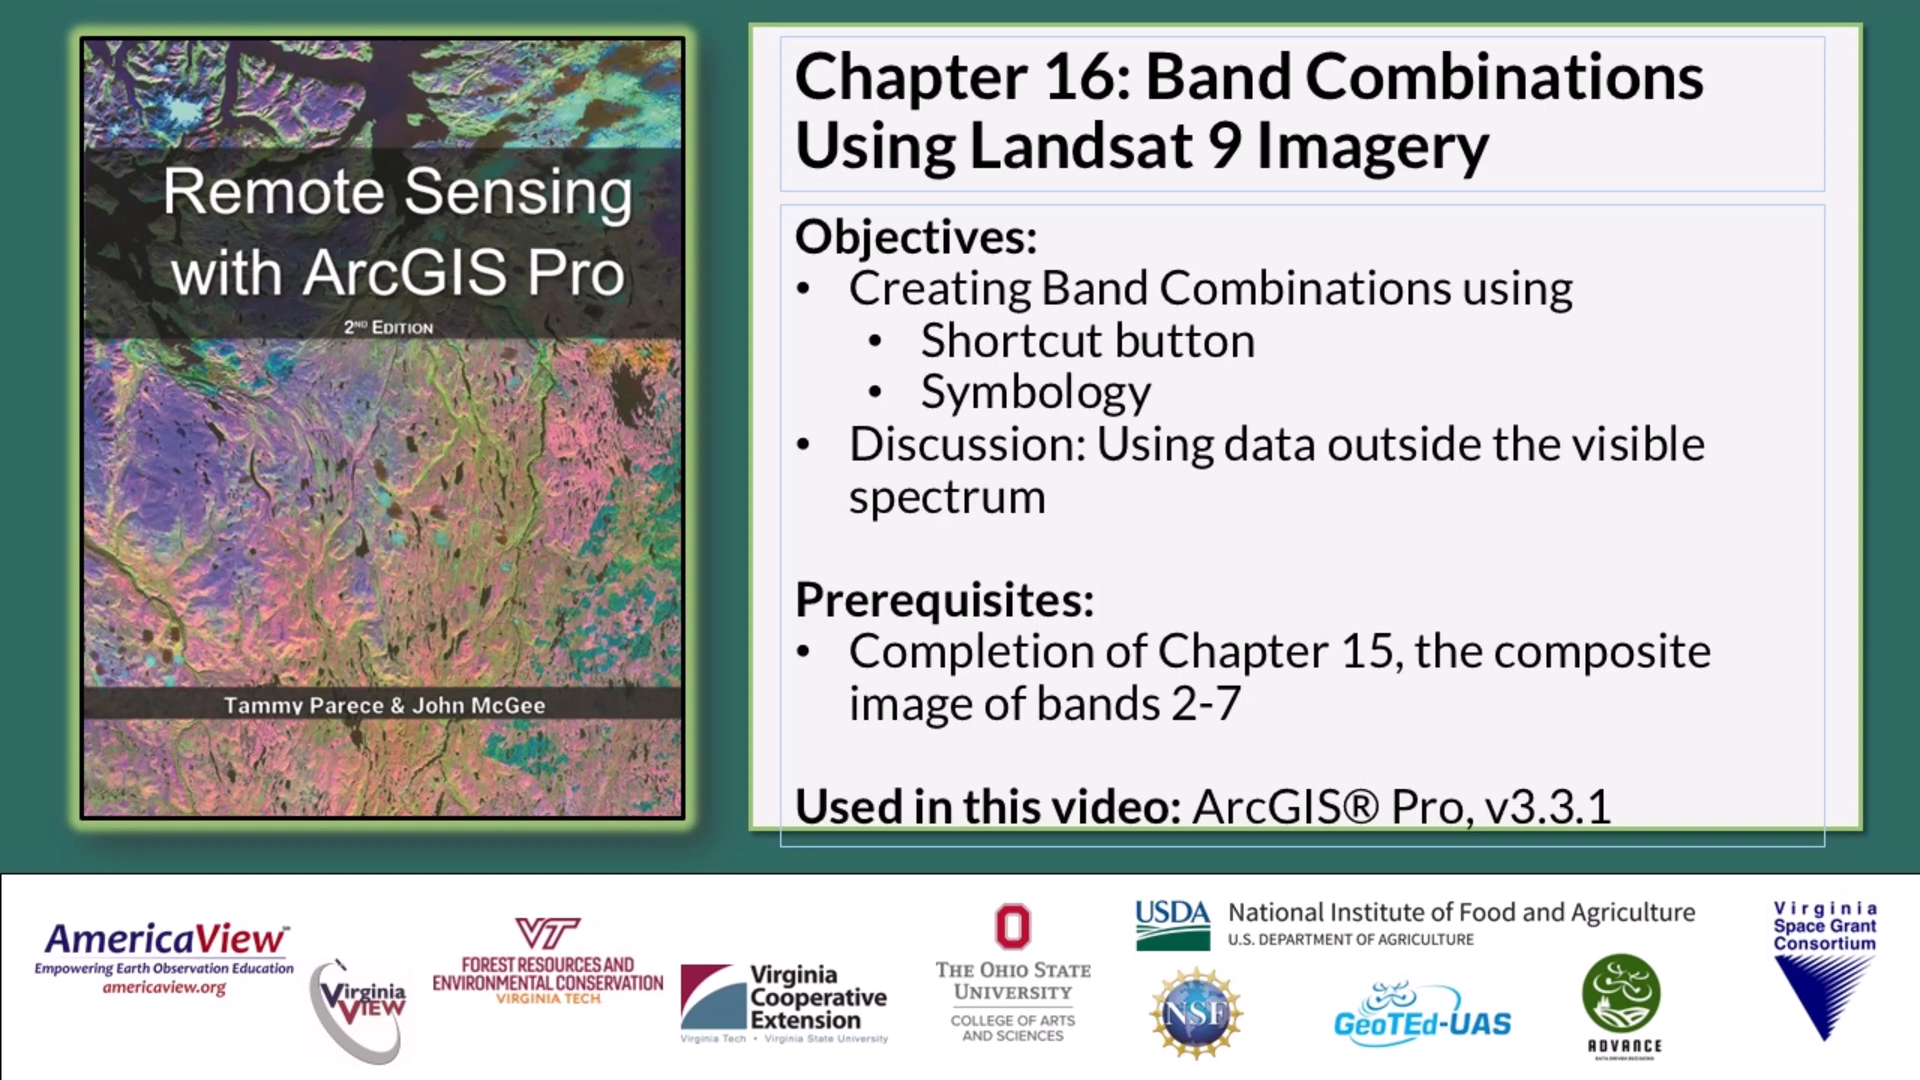 Remote Sensing
with ArcGIS Pro
2ND EDITION
Tammy Parece & John McGee
Chapter 16: Band Combinations
Using Landsat 9 Imagery
Objectives:
• Creating Band Combinations using
• Shortcut button
• Symbology
• Discussion: Using data outside the visible
spectrum
Prerequisites:
• Completion of Chapter 15, the composite
image of bands 2-7
Used in this video: ArcGIS® Pro, v3.3.1
AmericaView
Empowering Earth Observation Education
americaview.org
Virginia
VIEW
VT
FOREST RESOURCES AND
ENVIRONMENTAL CONSERVATION
VIRGINIA TECH
Virginia
Cooperative
Extension
Virginia Tech • Virginia State University
THE OHIO STATE
UNIVERSITY
COLLEGE OF ARTS
AND SCIENCES
USDA
National Institute of Food and Agriculture
U.S. DEPARTMENT OF AGRICULTURE
NSF
GeoTEd-UAS
ADVANCE
DATA DRIVEN DECISIONS
Virginia
Space Grant
Consortium